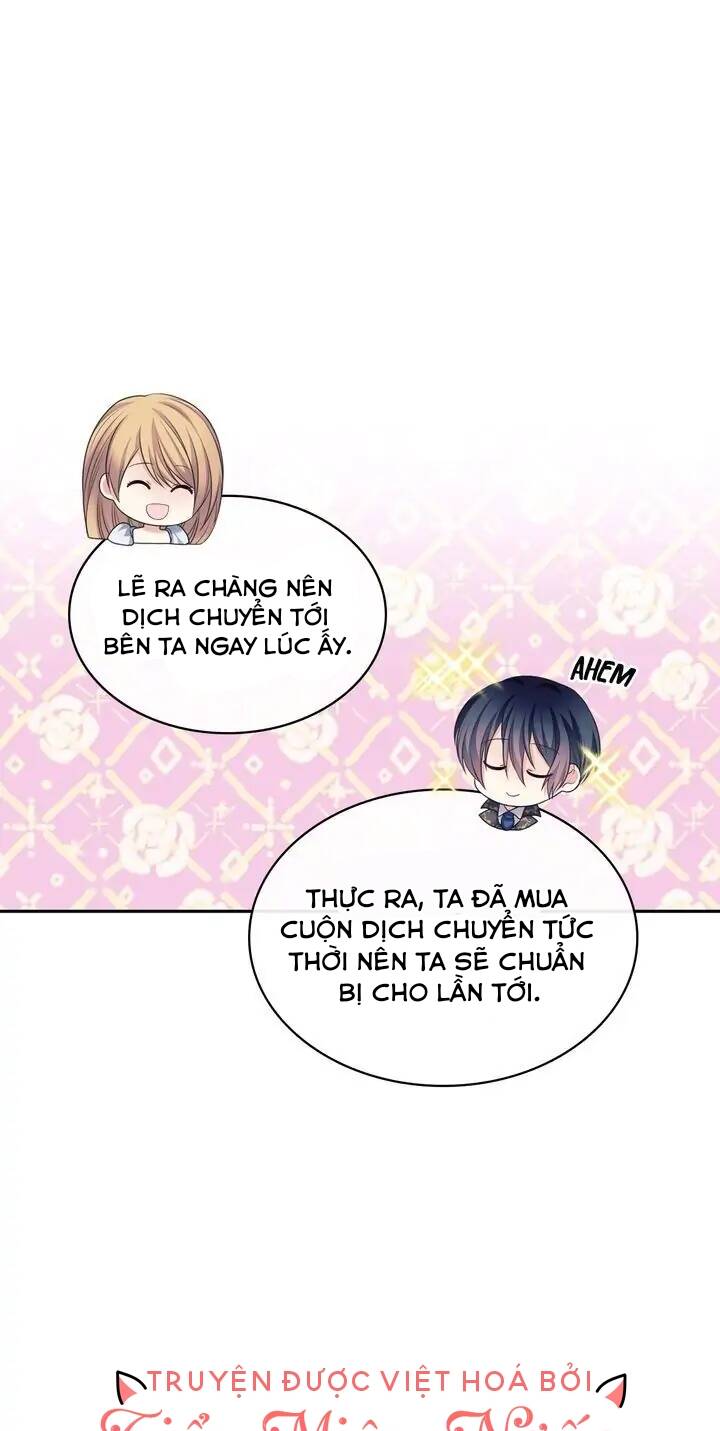 LẼ RA CHÀNG NÊN
DỊCH CHUYỂN TỚI
BÊN TA NGAY LÚC ẤY.
AHEM
THỰC RA, TA ĐÃ MUA
CUỘN DỊCH CHUYỂN TỨC
THỜI NÊN TA SẼ CHUẨN
BỊ CHO LẦN TỚI.
TRUYỆN ĐƯỢC VIỆT HOÁ BỞI